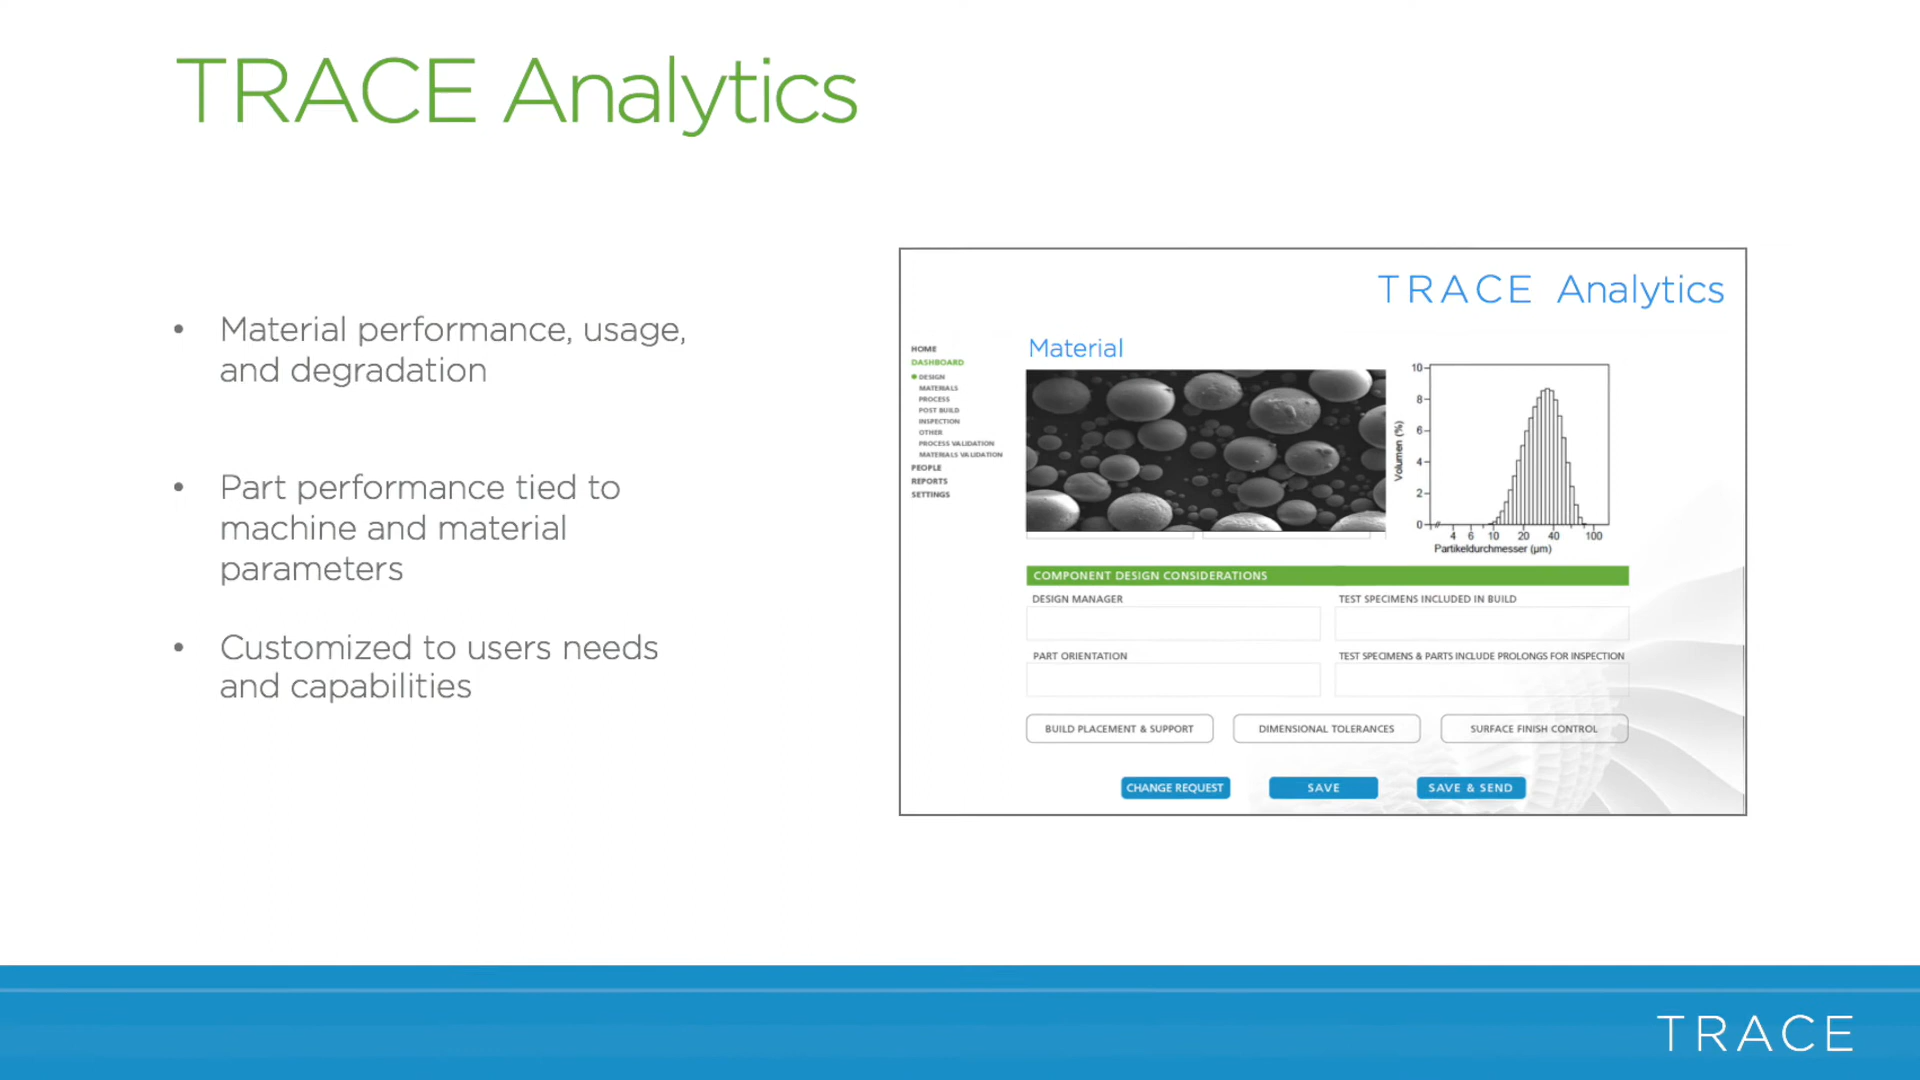 TRACE Analytics
• Material performance, usage,
and degradation
• Part performance tied to
machine and material
parameters
• Customized to users needs
and capabilities
TRACE Analytics
HOME
DASHBOARD
DESIGN
MATERIALS
PROCESS
POST BUILD
INSPECTION
OTHER
PROCESS VALIDATION
MATERIALS VALIDATION
PEOPLE
REPORTS
SETTINGS
Material
Volumen (%)
10
8
6
4
2
0
4 6 10 20 40 100
Partikeldurchmesser (µm)
COMPONENT DESIGN CONSIDERATIONS
DESIGN MANAGER
TEST SPECIMENS INCLUDED IN BUILD
PART ORIENTATION
TEST SPECIMENS & PARTS INCLUDE PROLONGS FOR INSPECTION
BUILD PLACEMENT & SUPPORT
DIMENSIONAL TOLERANCES
SURFACE FINISH CONTROL
CHANGE REQUEST
SAVE
SAVE & SEND
TRACE